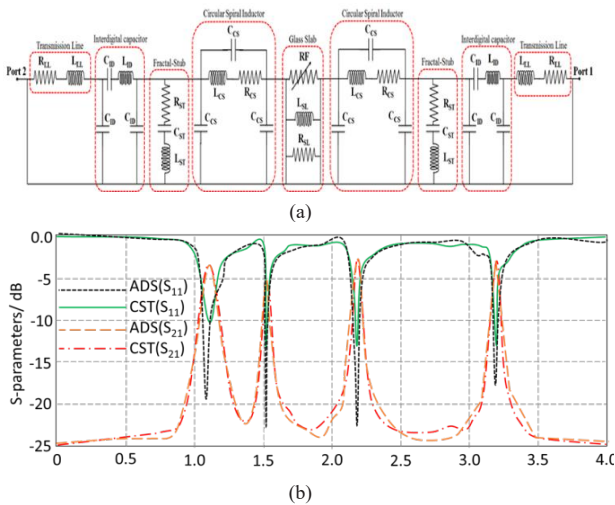 Circular Spiral Inductor Circular Spiral Inductor
Transmission Line Interdigital capacitor C_CS Glass Slab C_CS Interdigital capacitor Transmission Line
Port 2 R_LL L_LL C_ID L_ID Fractal-Stub RF Fractal-Stub C_ID L_ID L_LL R_LL Port 1
L_CS R_CS L_CS R_CS
R_ST L_SL R_ST
C_ID C_ID C_ST C_CS C_CS C_CS C_CS C_ST C_ID C_ID
L_ST R_SL L_ST
(a)
S-parameters/ dB
0.0
-5
-10
-15
-20
-25
ADS(S11)
CST(S11)
ADS(S21)
CST(S21)
0 0.5 1.0 1.5 2.0 2.5 3.0 3.5 4.0
(b)